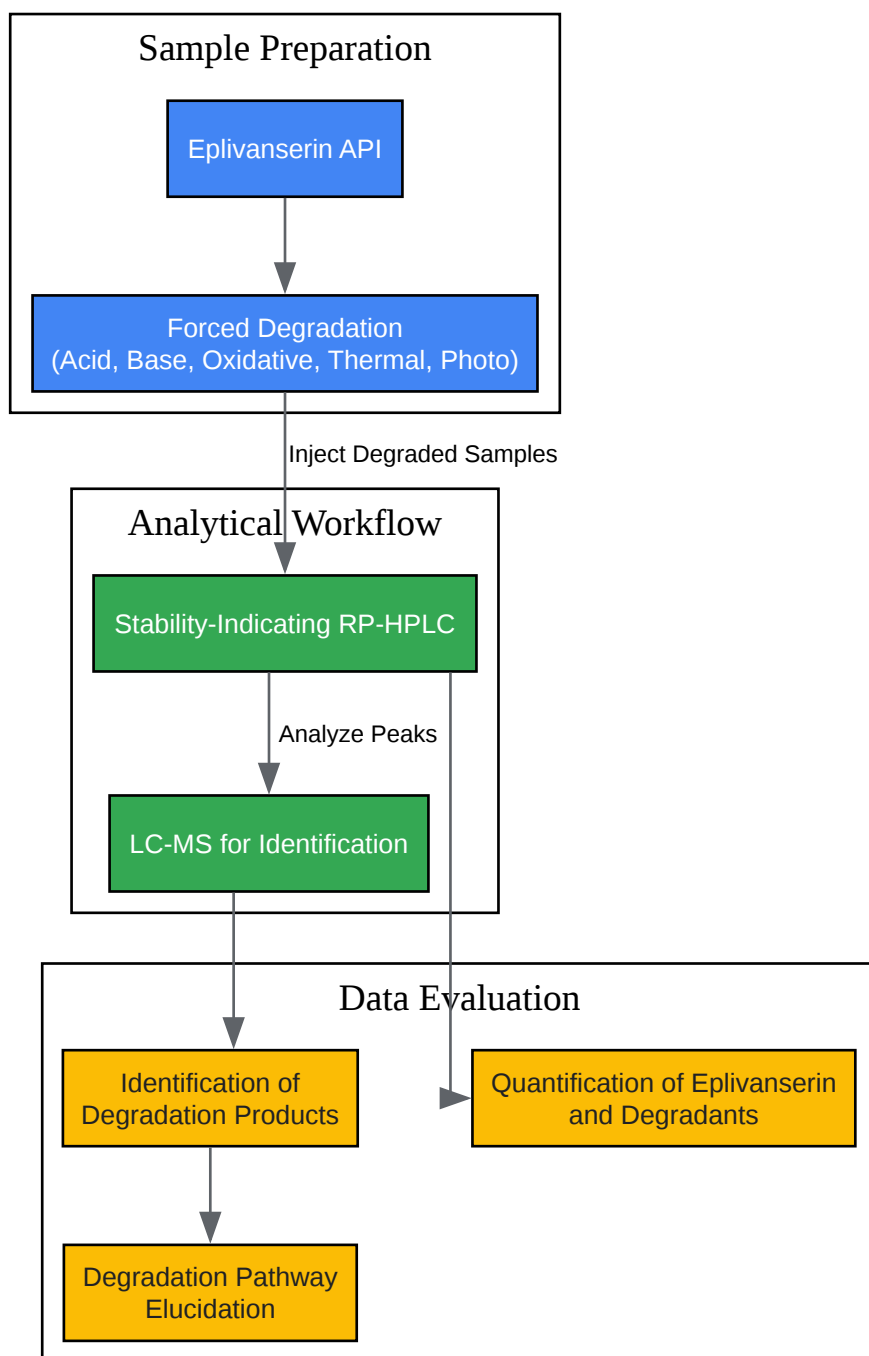 Sample Preparation
Eplivanserin API
Forced Degradation
(Acid, Base, Oxidative, Thermal, Photo)
Inject Degraded Samples
Analytical Workflow
Stability-Indicating RP-HPLC
Analyze Peaks
LC-MS for Identification
Data Evaluation
Identification of
Degradation Products
Quantification of Eplivanserin
and Degradants
Degradation Pathway
Elucidation